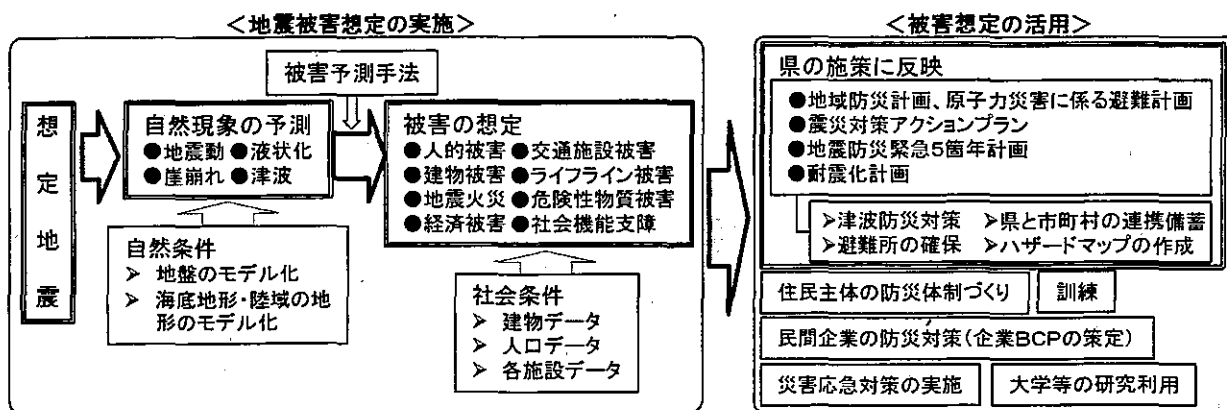 ＜地震被害想定の実施＞
被害予測手法
想定地震
自然現象の予測
●地震動 ●液状化
●崖崩れ ●津波
被害の想定
●人的被害 ●交通施設被害
●建物被害 ●ライフライン被害
●地震火災 ●危険性物質被害
●経済被害 ●社会機能支障
自然条件
➢ 地盤のモデル化
➢ 海底地形・陸域の地
形のモデル化
社会条件
➢ 建物データ
➢ 人口データ
➢ 各施設データ
＜被害想定の活用＞
県の施策に反映
●地域防災計画、原子力災害に係る避難計画
●震災対策アクションプラン
●地震防災緊急５箇年計画
●耐震化計画
➢津波防災対策 ➢県と市町村の連携備蓄
➢避難所の確保 ➢ハザードマップの作成
住民主体の防災体制づくり 訓練
民間企業の防災対策(企業BCPの策定)
災害応急対策の実施 大学等の研究利用